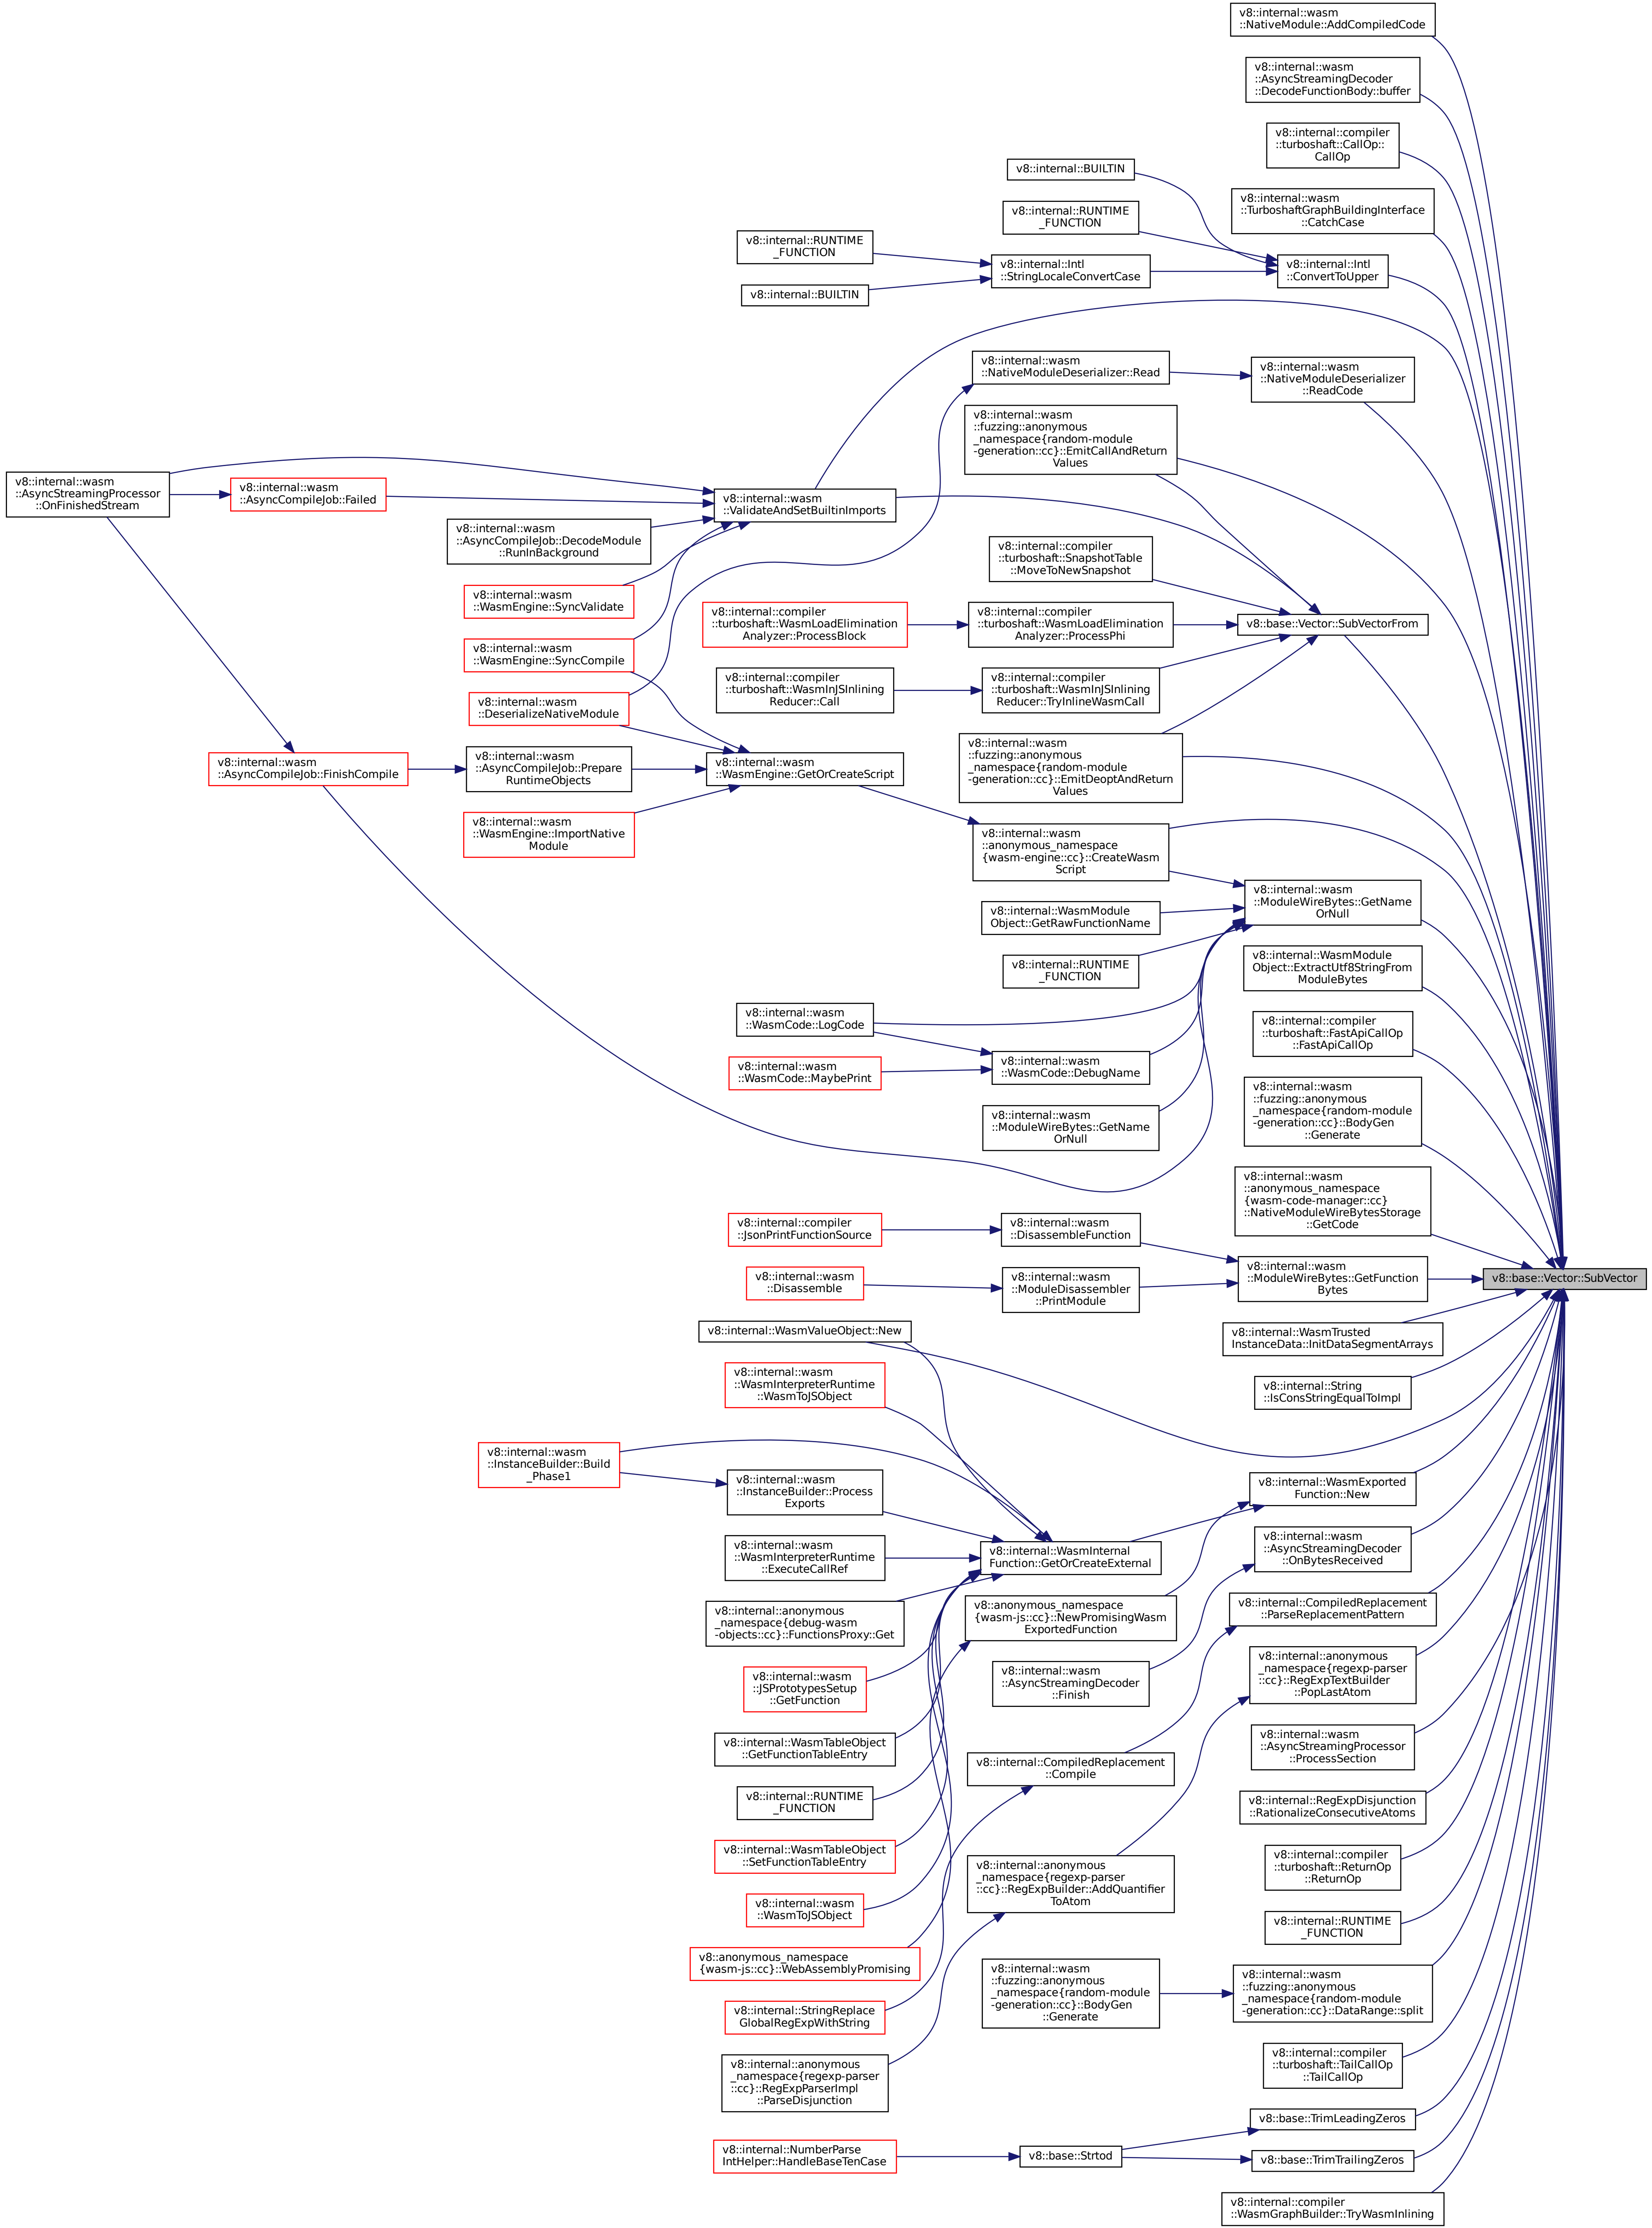 v8::internal::wasm
::NativeModule::AddCompiledCode
v8::internal::wasm
::AsyncStreamingDecoder
::DecodeFunctionBody::buffer
v8::internal::compiler
::turboshaft::CallOp::
CallOp
v8::internal::BUILTIN
v8::internal::wasm
::TurboshaftGraphBuildingInterface
::CatchCase
v8::internal::RUNTIME
_FUNCTION
v8::internal::RUNTIME
_FUNCTION
v8::internal::Intl
::StringLocaleConvertCase
v8::internal::Intl
::ConvertToUpper
v8::internal::BUILTIN
v8::internal::wasm
::NativeModuleDeserializer::Read
v8::internal::wasm
::NativeModuleDeserializer
::ReadCode
v8::internal::wasm
::fuzzing::anonymous
_namespace{random-module
-generation::cc}::EmitCallAndReturn
Values
v8::internal::wasm
::AsyncStreamingProcessor
::OnFinishedStream
v8::internal::wasm
::AsyncCompileJob::Failed
v8::internal::wasm
::ValidateAndSetBuiltinImports
v8::internal::wasm
::AsyncCompileJob::DecodeModule
::RunInBackground
v8::internal::compiler
::turboshaft::SnapshotTable
::MoveToNewSnapshot
v8::internal::wasm
::WasmEngine::SyncValidate
v8::internal::compiler
::turboshaft::WasmLoadElimination
Analyzer::ProcessBlock
v8::internal::compiler
::turboshaft::WasmLoadElimination
Analyzer::ProcessPhi
v8::base::Vector::SubVectorFrom
v8::internal::wasm
::WasmEngine::SyncCompile
v8::internal::compiler
::turboshaft::WasmInJSInlining
Reducer::Call
v8::internal::compiler
::turboshaft::WasmInJSInlining
Reducer::TryInlineWasmCall
v8::internal::wasm
::DeserializeNativeModule
v8::internal::wasm
::fuzzing::anonymous
_namespace{random-module
-generation::cc}::EmitDeoptAndReturn
Values
v8::internal::wasm
::AsyncCompileJob::FinishCompile
v8::internal::wasm
::AsyncCompileJob::Prepare
RuntimeObjects
v8::internal::wasm
::WasmEngine::GetOrCreateScript
v8::internal::wasm
::WasmEngine::ImportNative
Module
v8::internal::wasm
::anonymous_namespace
{wasm-engine::cc}::CreateWasm
Script
v8::internal::wasm
::ModuleWireBytes::GetName
OrNull
v8::internal::WasmModule
Object::GetRawFunctionName
v8::internal::RUNTIME
_FUNCTION
v8::internal::WasmModule
Object::ExtractUtf8StringFrom
ModuleBytes
v8::internal::wasm
::WasmCode::LogCode
v8::internal::compiler
::turboshaft::FastApiCallOp
::FastApiCallOp
v8::internal::wasm
::WasmCode::MaybePrint
v8::internal::wasm
::WasmCode::DebugName
v8::internal::wasm
::fuzzing::anonymous
_namespace{random-module
-generation::cc}::BodyGen
::Generate
v8::internal::wasm
::ModuleWireBytes::GetName
OrNull
v8::internal::wasm
::anonymous_namespace
{wasm-code-manager::cc}
::NativeModuleWireBytesStorage
::GetCode
v8::internal::compiler
::JsonPrintFunctionSource
v8::internal::wasm
::DisassembleFunction
v8::internal::wasm
::ModuleWireBytes::GetFunction
Bytes
v8::base::Vector::SubVector
v8::internal::wasm
::Disassemble
v8::internal::wasm
::ModuleDisassembler
::PrintModule
v8::internal::WasmValueObject::New
v8::internal::WasmTrusted
InstanceData::InitDataSegmentArrays
v8::internal::wasm
::WasmInterpreterRuntime
::WasmToJSObject
v8::internal::String
::IsConsStringEqualToImpl
v8::internal::wasm
::InstanceBuilder::Build
_Phase1
v8::internal::wasm
::InstanceBuilder::Process
Exports
v8::internal::WasmExported
Function::New
v8::internal::wasm
::WasmInterpreterRuntime
::ExecuteCallRef
v8::internal::WasmInternal
Function::GetOrCreateExternal
v8::internal::wasm
::AsyncStreamingDecoder
::OnBytesReceived
v8::internal::anonymous
_namespace{debug-wasm
-objects::cc}::FunctionsProxy::Get
v8::anonymous_namespace
{wasm-js::cc}::NewPromisingWasm
ExportedFunction
v8::internal::CompiledReplacement
::ParseReplacementPattern
v8::internal::wasm
::JSPrototypesSetup
::GetFunction
v8::internal::wasm
::AsyncStreamingDecoder
::Finish
v8::internal::anonymous
_namespace{regexp-parser
::cc}::RegExpTextBuilder
::PopLastAtom
v8::internal::WasmTableObject
::GetFunctionTableEntry
v8::internal::CompiledReplacement
::Compile
v8::internal::wasm
::AsyncStreamingProcessor
::ProcessSection
v8::internal::RUNTIME
_FUNCTION
v8::internal::RegExpDisjunction
::RationalizeConsecutiveAtoms
v8::internal::WasmTableObject
::SetFunctionTableEntry
v8::internal::anonymous
_namespace{regexp-parser
::cc}::RegExpBuilder::AddQuantifier
ToAtom
v8::internal::compiler
::turboshaft::ReturnOp
::ReturnOp
v8::internal::wasm
::WasmToJSObject
v8::internal::RUNTIME
_FUNCTION
v8::anonymous_namespace
{wasm-js::cc}::WebAssemblyPromising
v8::internal::wasm
::fuzzing::anonymous
_namespace{random-module
-generation::cc}::BodyGen
::Generate
v8::internal::wasm
::fuzzing::anonymous
_namespace{random-module
-generation::cc}::DataRange::split
v8::internal::StringReplace
GlobalRegExpWithString
v8::internal::compiler
::turboshaft::TailCallOp
::TailCallOp
v8::internal::anonymous
_namespace{regexp-parser
::cc}::RegExpParserImpl
::ParseDisjunction
v8::base::TrimLeadingZeros
v8::internal::NumberParse
IntHelper::HandleBaseTenCase
v8::base::Strtod
v8::base::TrimTrailingZeros
v8::internal::compiler
::WasmGraphBuilder::TryWasmInlining